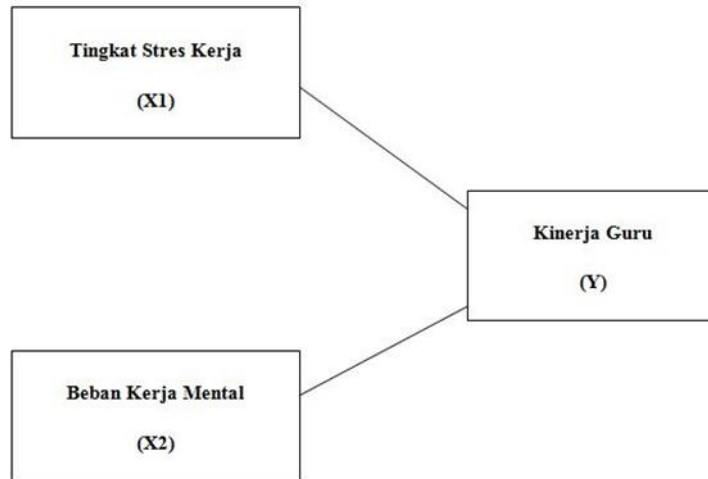 Tingkat Stres Kerja
(X1)
Kinerja Guru
(Y)
Beban Kerja Mental
(X2)